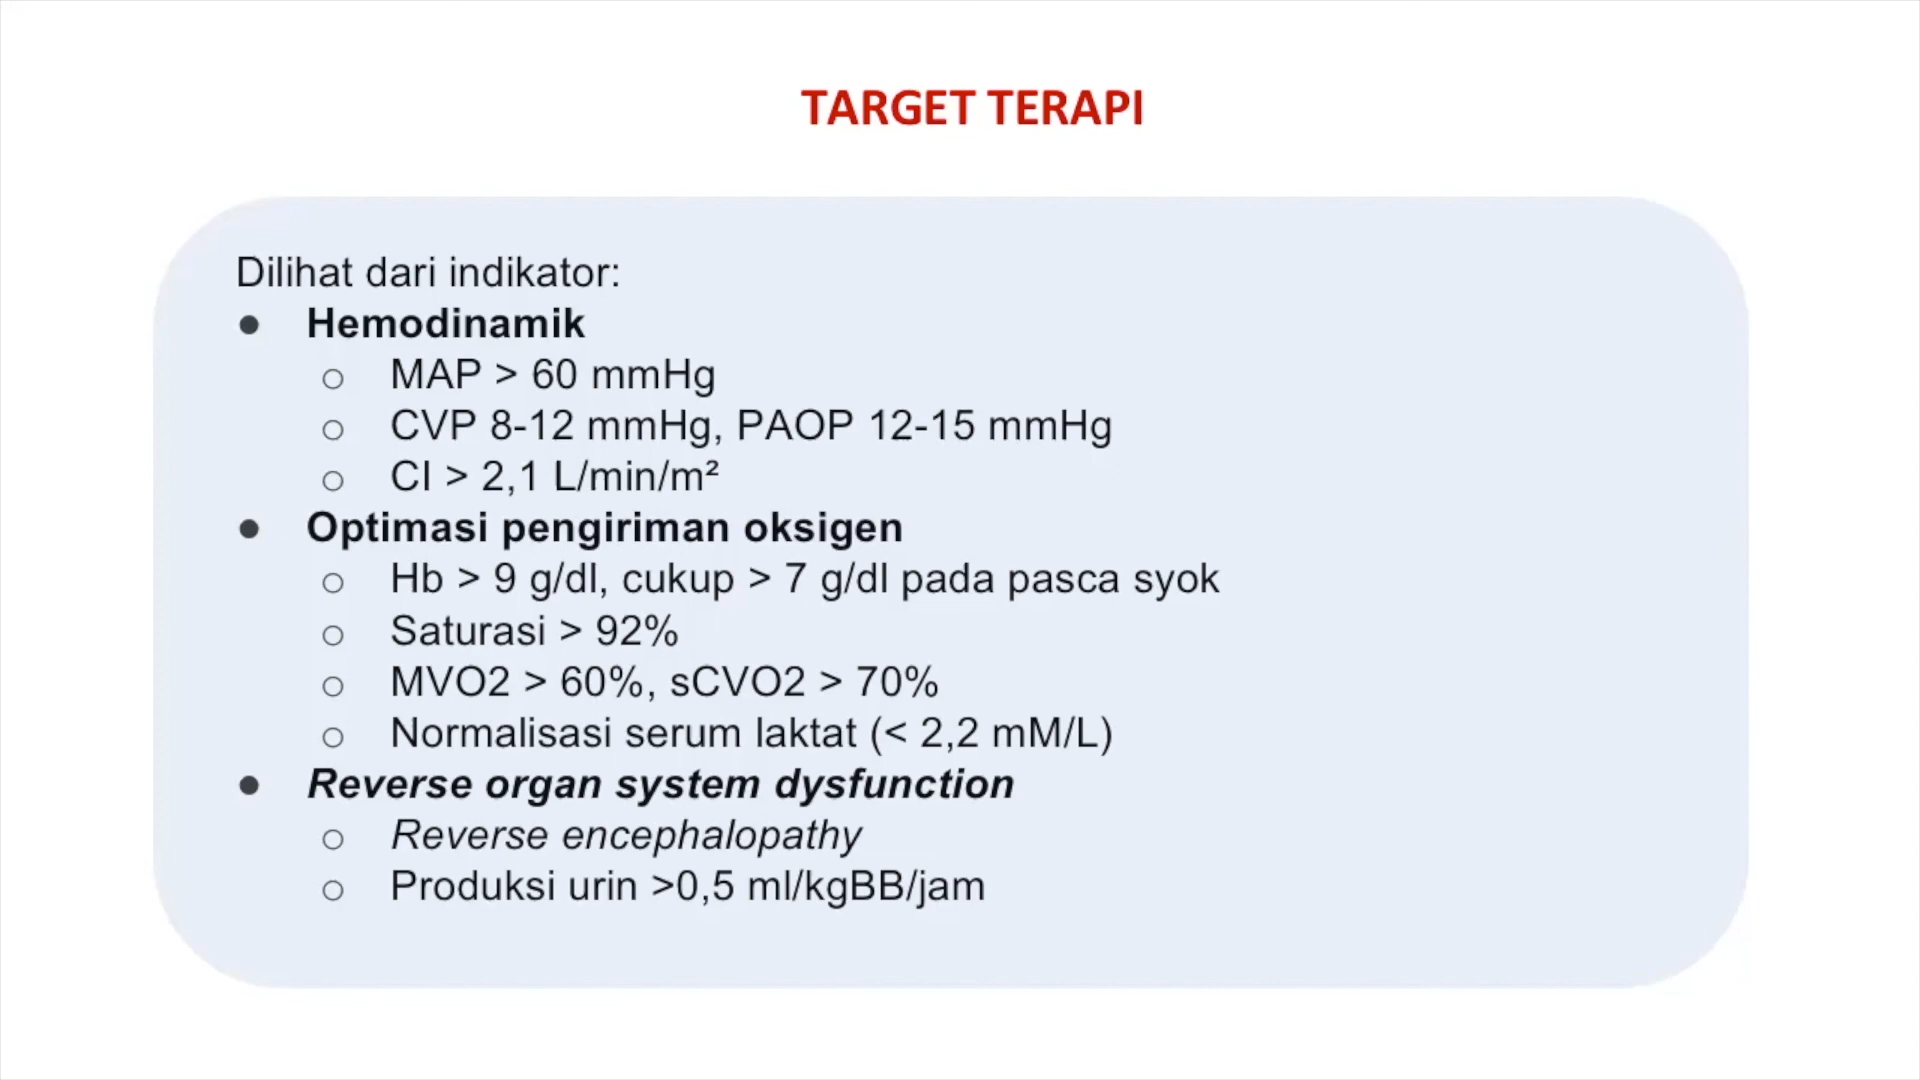 TARGET TERAPI
Dilihat dari indikator:
● Hemodinamik
○ MAP > 60 mmHg
○ CVP 8-12 mmHg, PAOP 12-15 mmHg
○ CI > 2,1 L/min/m²
● Optimasi pengiriman oksigen
○ Hb > 9 g/dl, cukup > 7 g/dl pada pasca syok
○ Saturasi > 92%
○ MVO2 > 60%, sCVO2 > 70%
○ Normalisasi serum laktat (< 2,2 mM/L)
● Reverse organ system dysfunction
○ Reverse encephalopathy
○ Produksi urin >0,5 ml/kgBB/jam